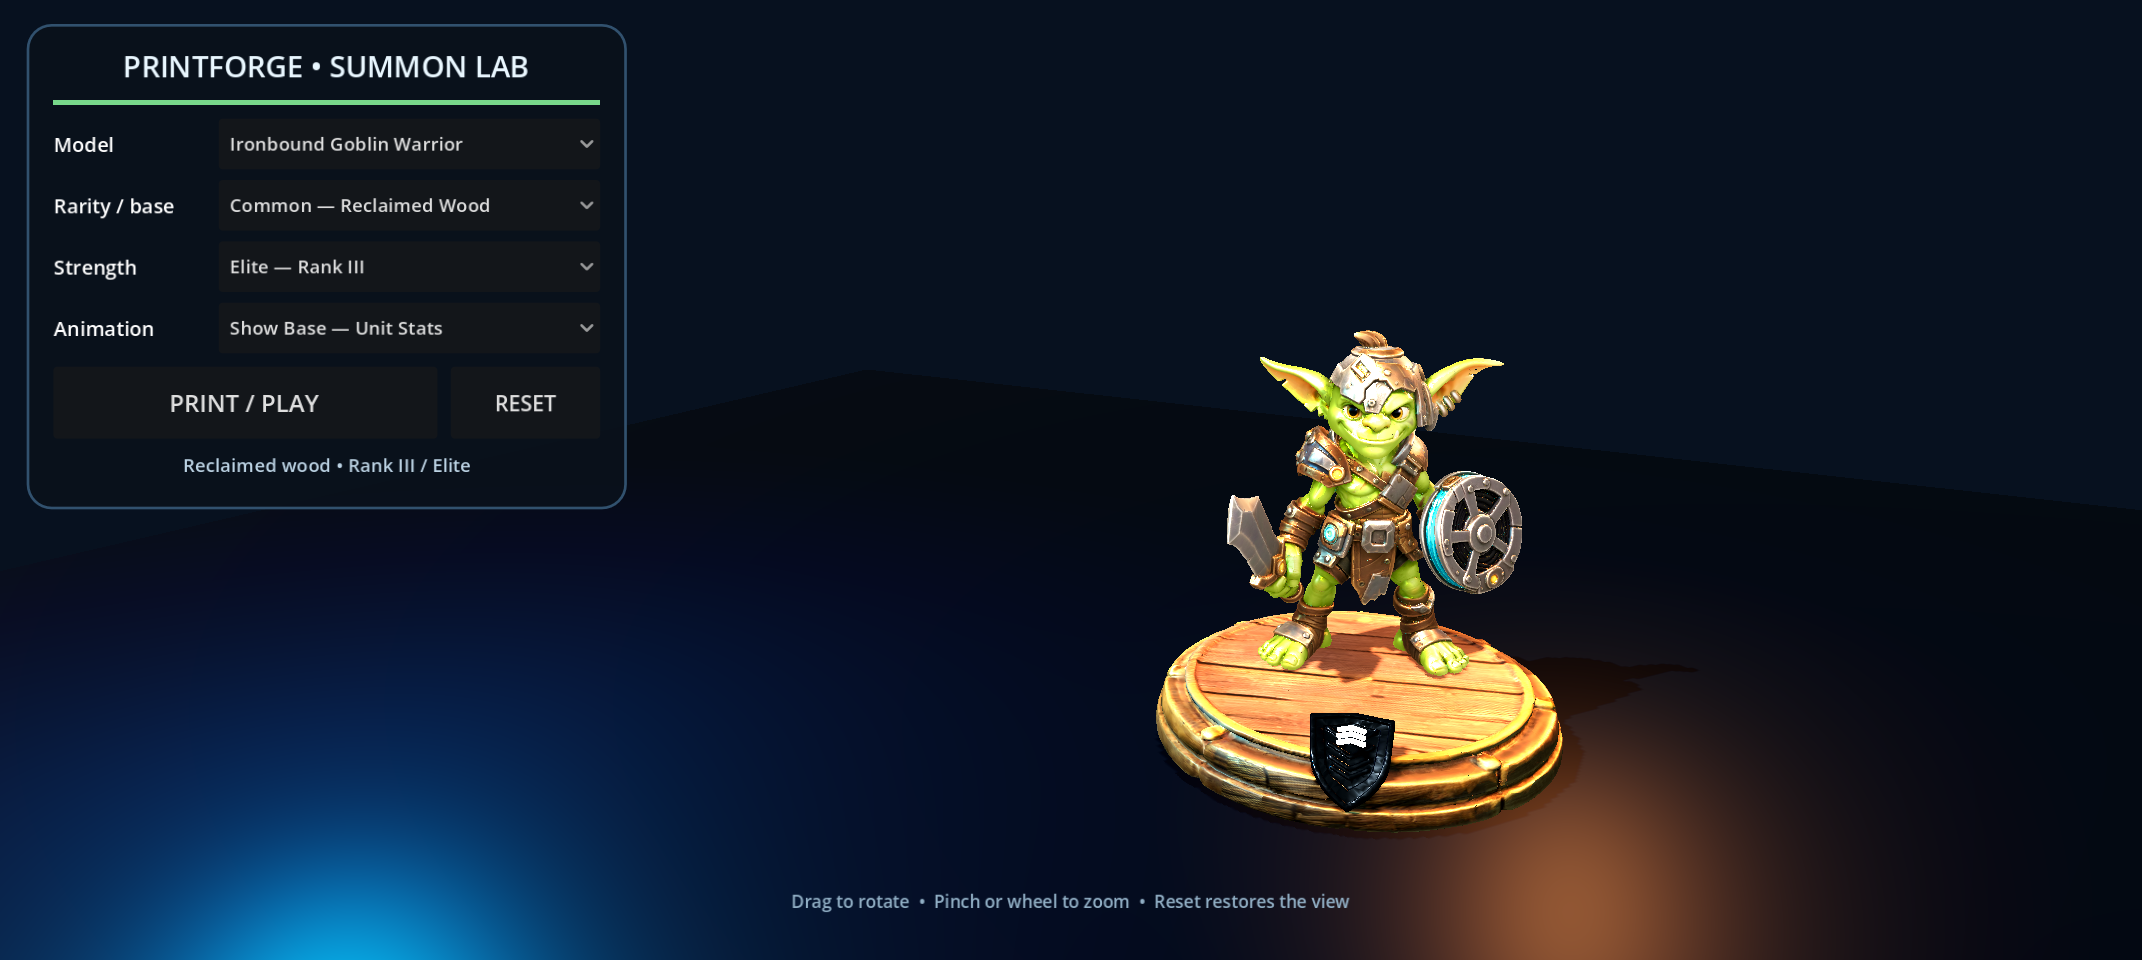 PRINTFORGE • SUMMON LAB
Model
Ironbound Goblin Warrior
Rarity / base
Common — Reclaimed Wood
Strength
Elite — Rank III
Animation
Show Base — Unit Stats
PRINT / PLAY
RESET
Reclaimed wood • Rank III / Elite
Drag to rotate • Pinch or wheel to zoom • Reset restores the view